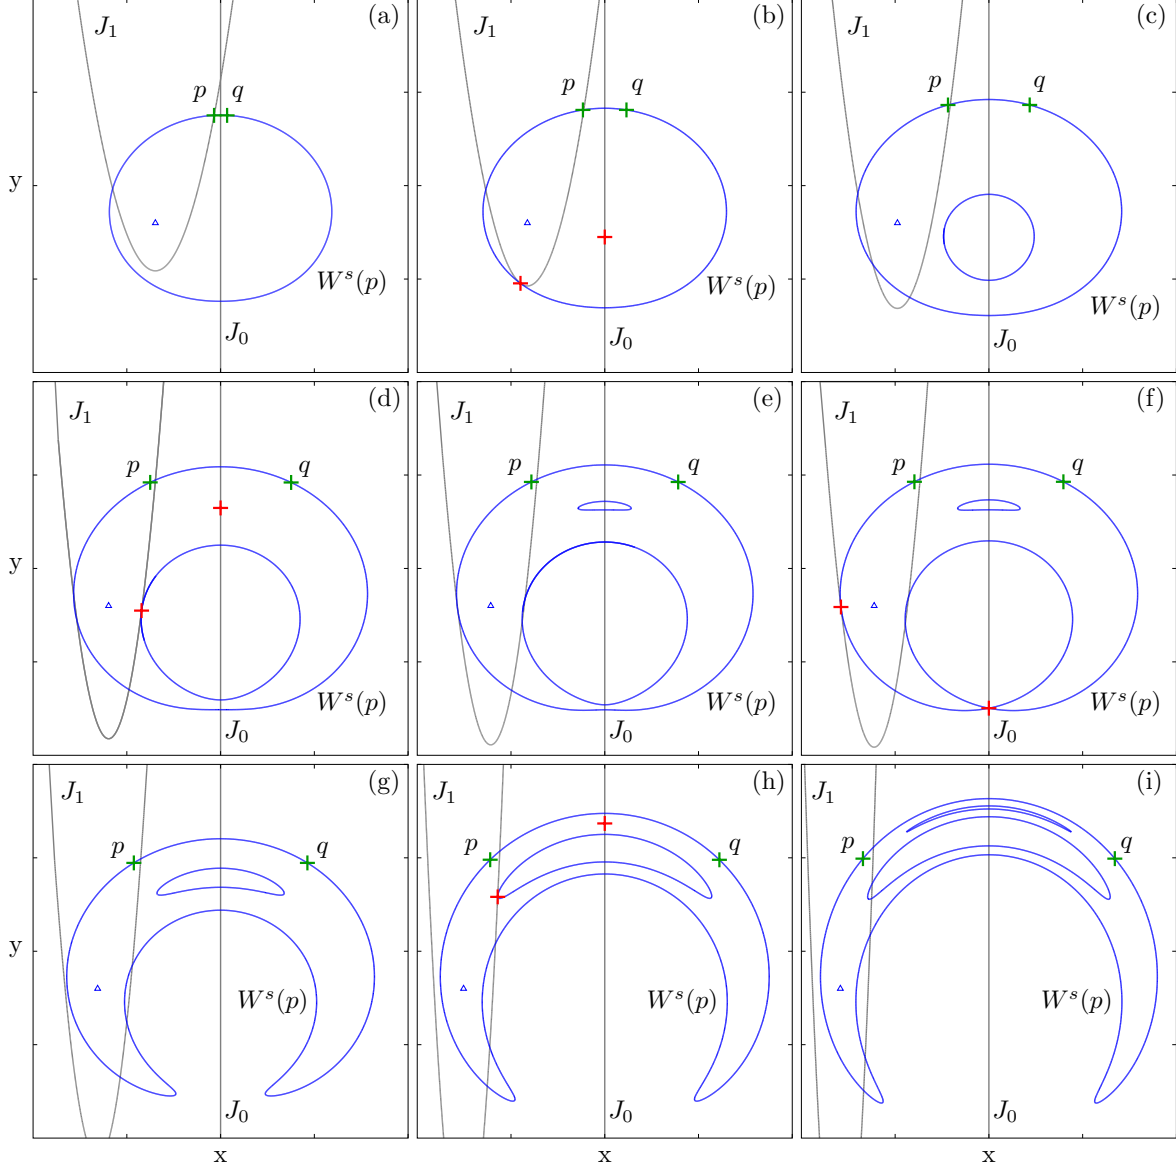 J₁ p q (a)
y
Wˢ(p)
J₀
J₁ p q (b)
Wˢ(p)
J₀
J₁ p q (c)
Wˢ(p)
J₀
J₁ p q (d)
y
Wˢ(p)
J₀
J₁ p q (e)
Wˢ(p)
J₀
J₁ p q (f)
Wˢ(p)
J₀
J₁ p q (g)
y
Wˢ(p)
J₀
x
J₁ p q (h)
Wˢ(p)
J₀
x
J₁ p q (i)
Wˢ(p)
J₀
x